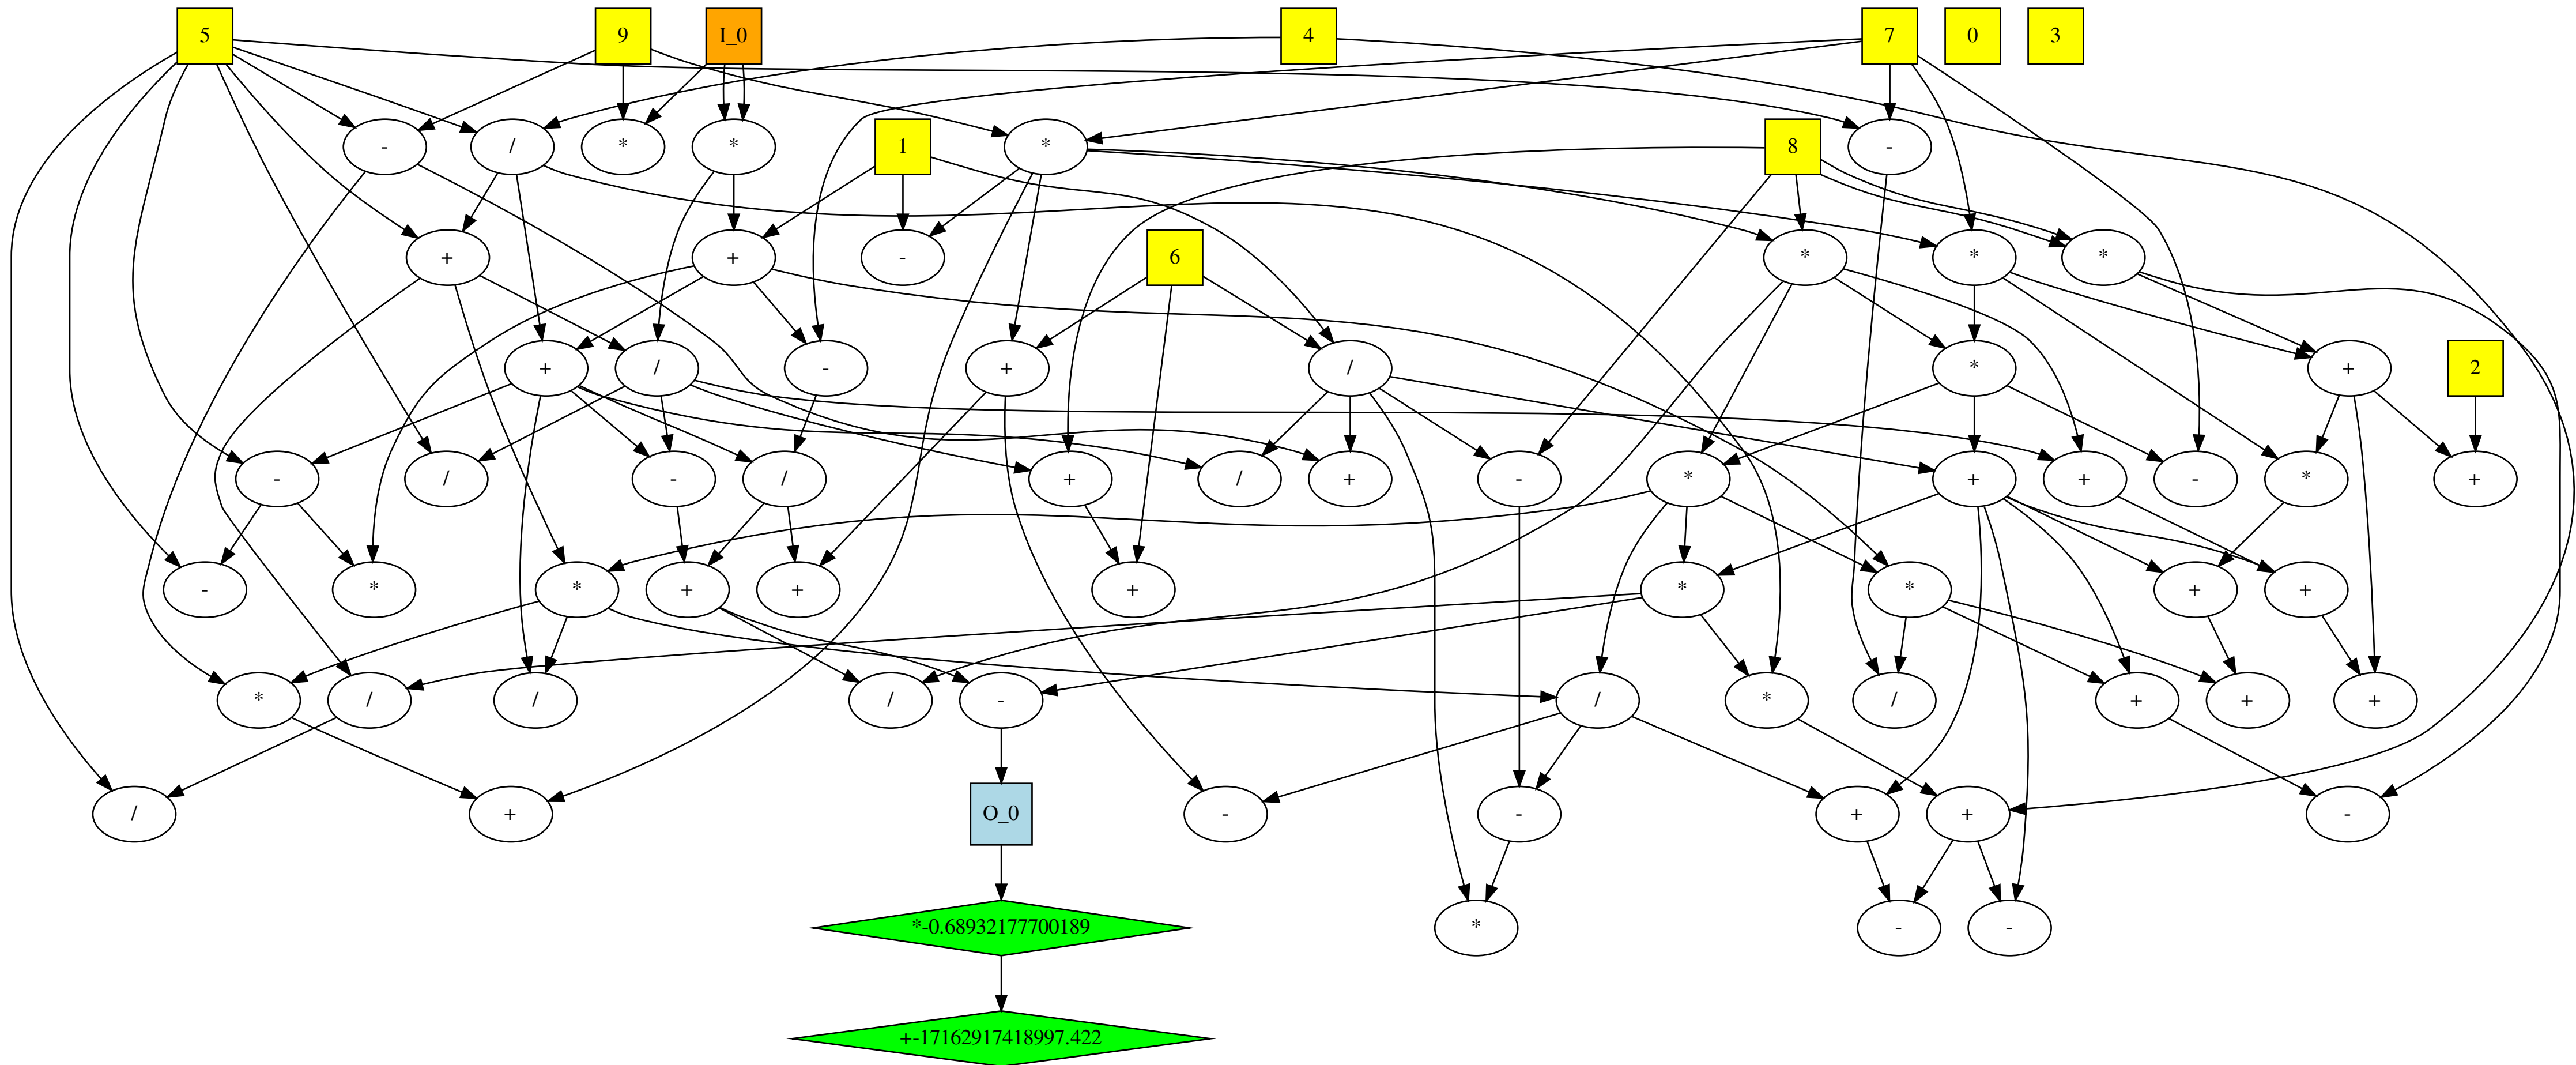 5 9 I_0 4 7 0 3
- / * * 1 * 8 -
+ + - 6 * * *
+ / - + / * + 2
- / - / + / + - * + + - * +
- * * + + + * * + +
* / / / - / * / + + +
/ + O_0 - - + + -
*-0.68932177700189 * - -
+-17162917418997.422